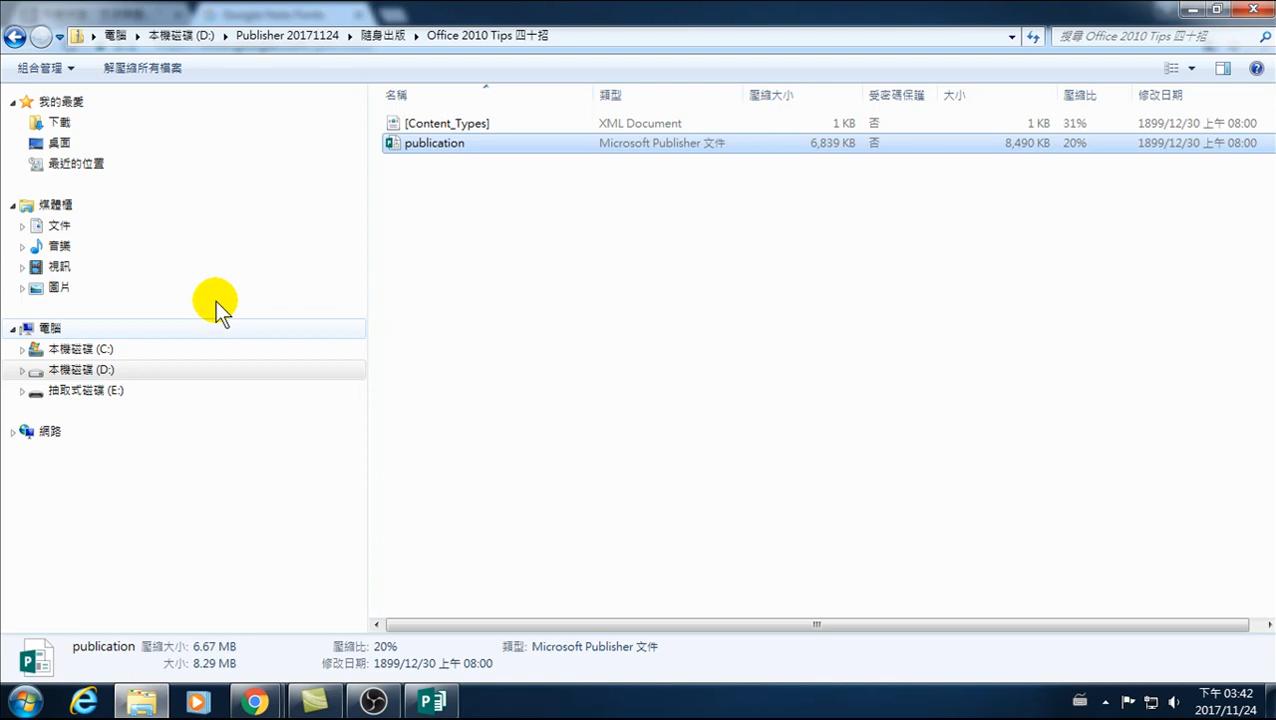 電腦 本機磁碟 (D:) Publisher 20171124 隨身出版 Office 2010 Tips 四十招 搜尋 Office 2010 Tips 四十招
組合管理 解壓縮所有檔案
我的最愛
下載
桌面
最近的位置
媒體櫃
文件
音樂
視訊
圖片
電腦
本機磁碟 (C:)
本機磁碟 (D:)
抽取式磁碟 (E:)
網路
名稱 類型 壓縮大小 受密碼保護 大小 壓縮比 修改日期
[Content_Types] XML Document 1 KB 否 1 KB 31% 1899/12/30 上午 08:00
publication Microsoft Publisher 文件 6,839 KB 否 8,490 KB 20% 1899/12/30 上午 08:00
publication 壓縮大小: 6.67 MB 壓縮比: 20% 類型: Microsoft Publisher 文件
大小: 8.29 MB 修改日期: 1899/12/30 上午 08:00
下午 03:42
2017/11/24